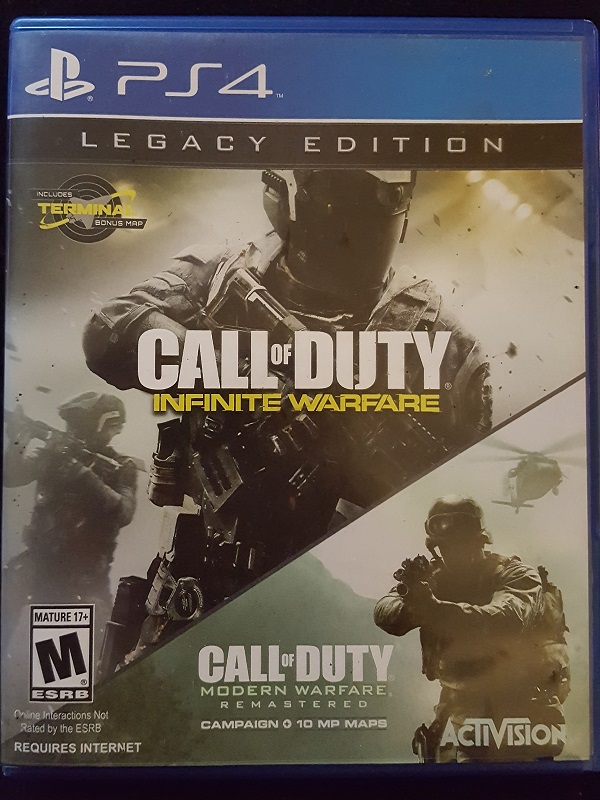 PS4™
LEGACY EDITION
INCLUDES
TERMINAL
BONUS MAP
CALL OF DUTY®
INFINITE WARFARE
CALL OF DUTY®
MODERN WARFARE®
REMASTERED
CAMPAIGN + 10 MP MAPS
MATURE 17+
M®
ESRB
Online Interactions Not
Rated by the ESRB
REQUIRES INTERNET
ACTIVISION